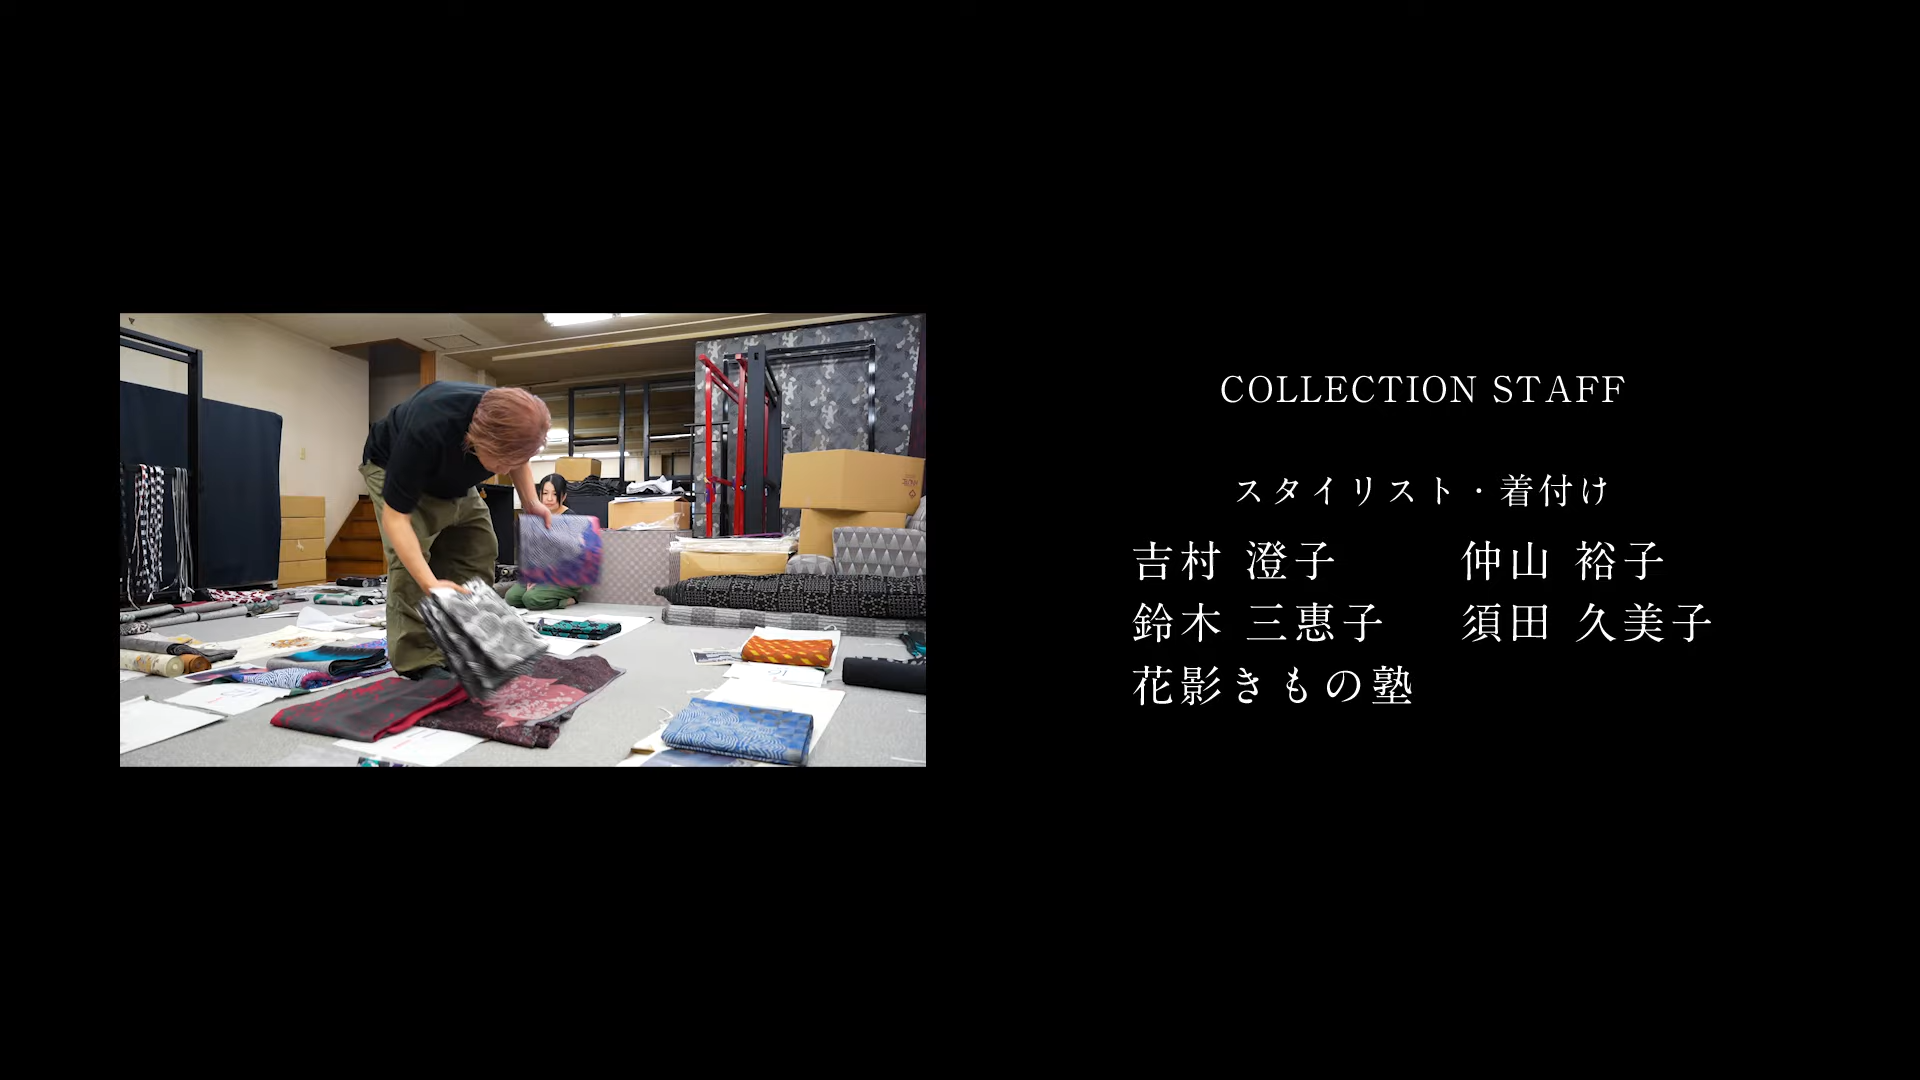 COLLECTION STAFF
スタイリスト・着付け
吉村 澄子 仲山 裕子
鈴木 三惠子 須田 久美子
花影きもの塾